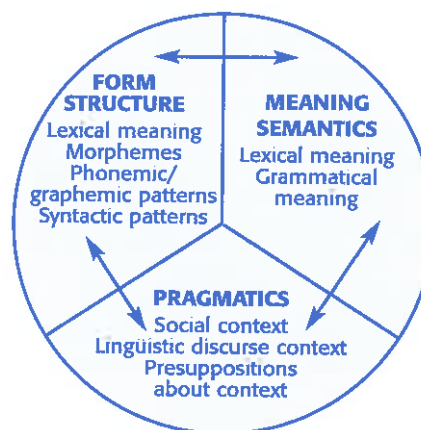 FORM
STRUCTURE
Lexical meaning
Morphemes
Phonemic/
graphemic patterns
Syntactic patterns
MEANING
SEMANTICS
Lexical meaning
Grammatical
meaning
PRAGMATICS
Social context
Lingüistic discurse context
Presuppositions
about context